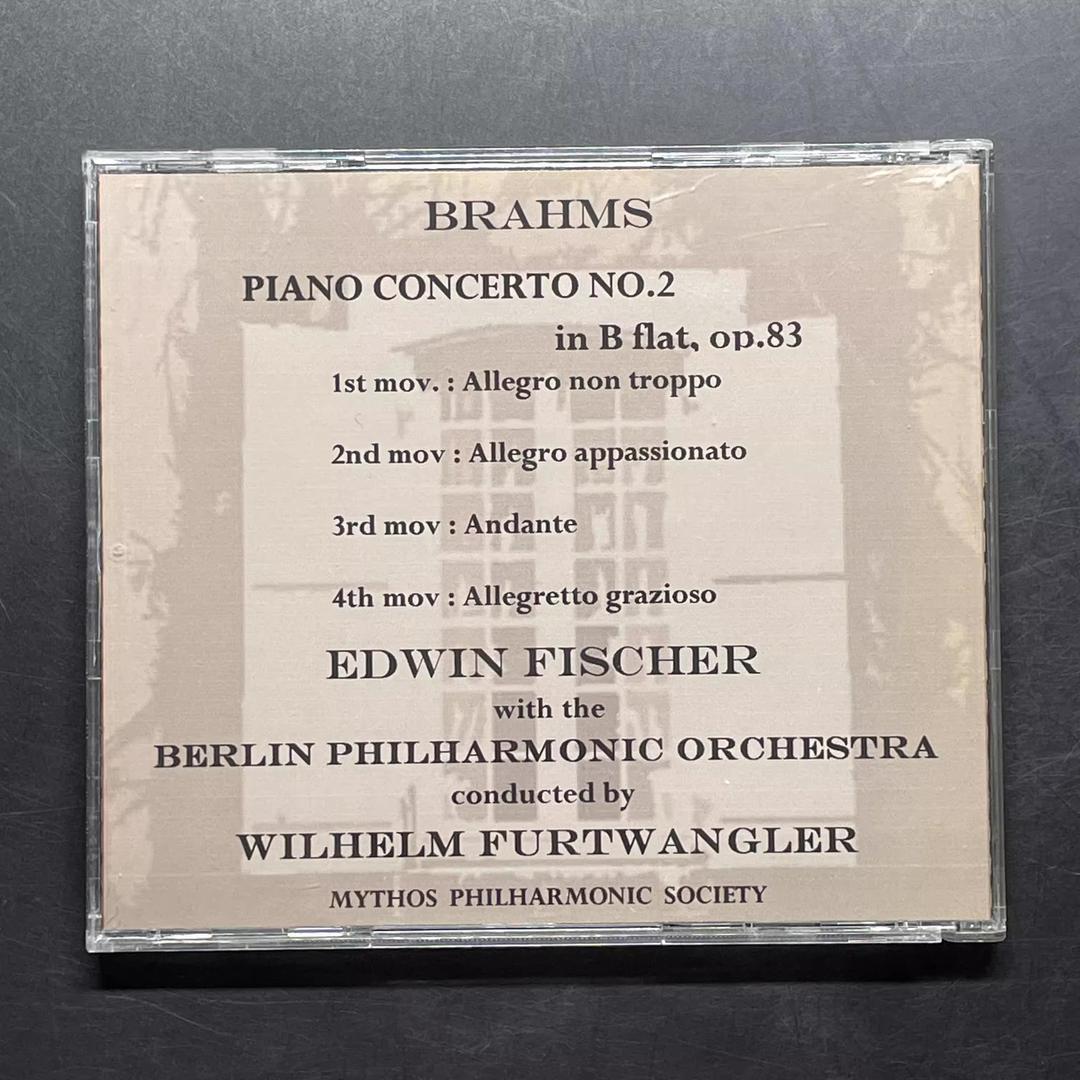 BRAHMS
PIANO CONCERTO NO.2
in B flat, op.83
1st mov. : Allegro non troppo
2nd mov : Allegro appassionato
3rd mov : Andante
4th mov : Allegretto grazioso
EDWIN FISCHER
with the
BERLIN PHILHARMONIC ORCHESTRA
conducted by
WILHELM FURTWANGLER
MYTHOS PHILHARMONIC SOCIETY